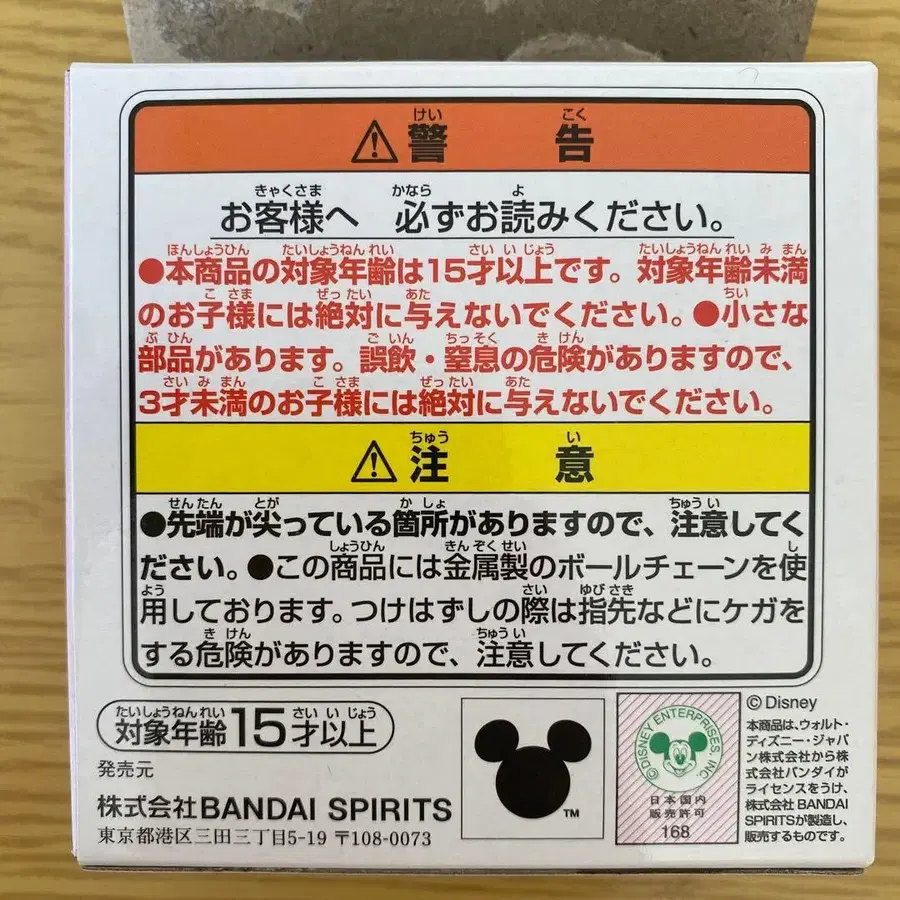 ⚠警告
お客様へ 必ずお読みください。
●本商品の対象年齢は15才以上です。対象年齢未満
のお子様には絶対に与えないでください。●小さな
部品があります。誤飲・窒息の危険がありますので、
3才未満のお子様には絶対に与えないでください。
⚠注意
●先端が尖っている箇所がありますので、注意してく
ださい。●この商品には金属製のボールチェーンを使
用しております。つけはずしの際は指先などにケガを
する危険がありますので、注意してください。
対象年齢15才以上
発売元
株式会社BANDAI SPIRITS
東京都港区三田三丁目5-19 〒108-0073
TM
©DISNEY ENTERPRISES INC.
日本国内
販売許可
168
©Disney
本商品は、ウォルト・
ディズニー・ジャパ
ン株式会社から株
式会社バンダイが
ライセンスをうけ、
株式会社 BANDAI
SPIRITSが製造し、
販売するものです。